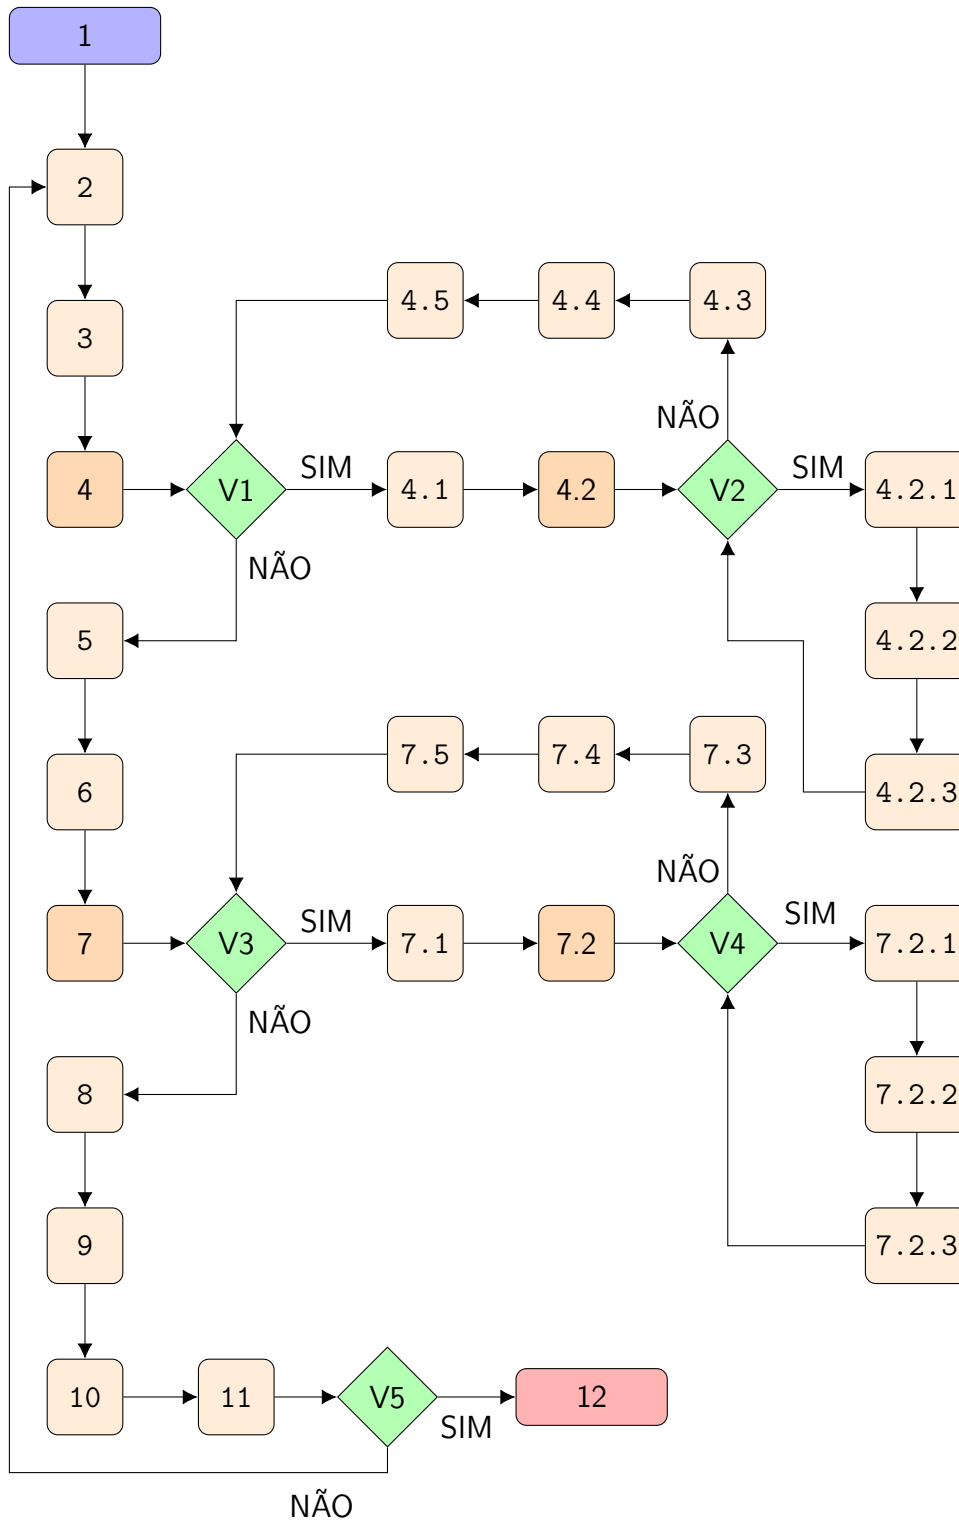 1
2
3
4.5 4.4 4.3
NÃO
4 V1 SIM 4.1 4.2 V2 SIM 4.2.1
NÃO
5 4.2.2
6 7.5 7.4 7.3 4.2.3
NÃO
7 V3 SIM 7.1 7.2 V4 SIM 7.2.1
NÃO
8 7.2.2
9 7.2.3
10 11 V5 SIM 12
NÃO